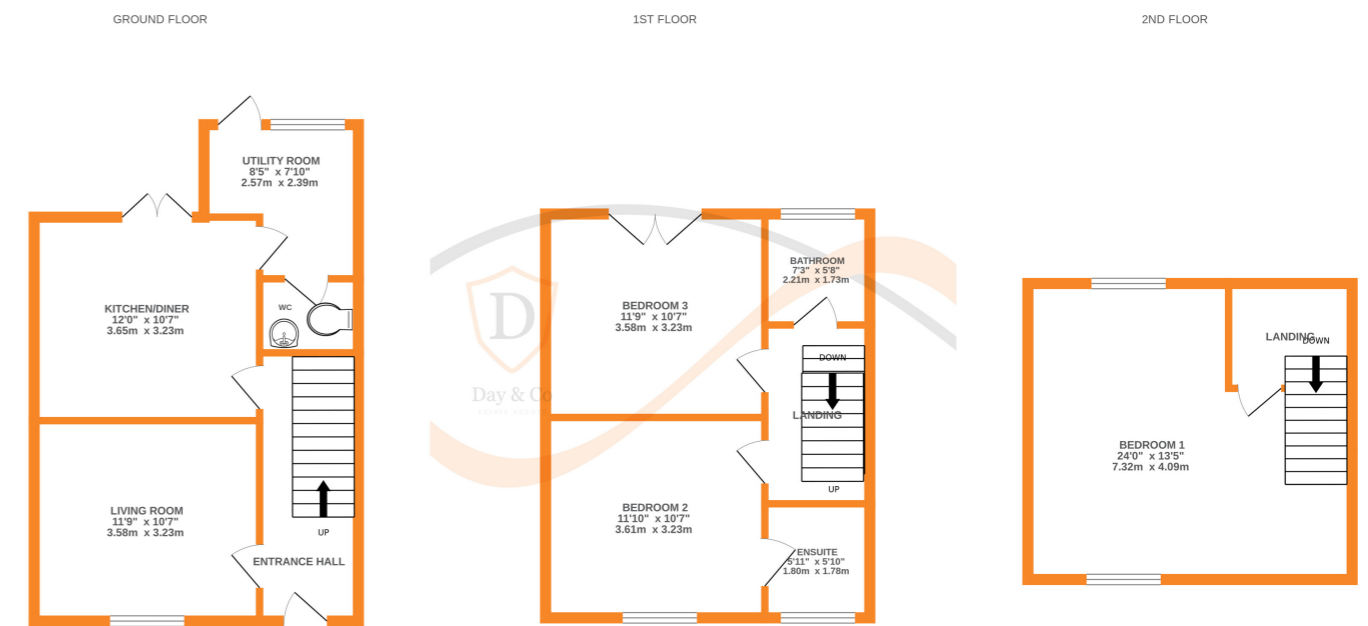 GROUND FLOOR
1ST FLOOR
2ND FLOOR
UTILITY ROOM
8'5" x 7'10"
2.57m x 2.39m
KITCHEN/DINER
12'0" x 10'7"
3.65m x 3.23m
WC
LIVING ROOM
11'9" x 10'7"
3.58m x 3.23m
UP
ENTRANCE HALL
D
Day & Co
BATHROOM
7'3" x 5'8"
2.21m x 1.73m
BEDROOM 3
11'9" x 10'7"
3.58m x 3.23m
DOWN
LANDING
UP
BEDROOM 2
11'10" x 10'7"
3.61m x 3.23m
ENSUITE
5'11" x 5'10"
1.80m x 1.78m
LANDING
DOWN
BEDROOM 1
24'0" x 13'5"
7.32m x 4.09m